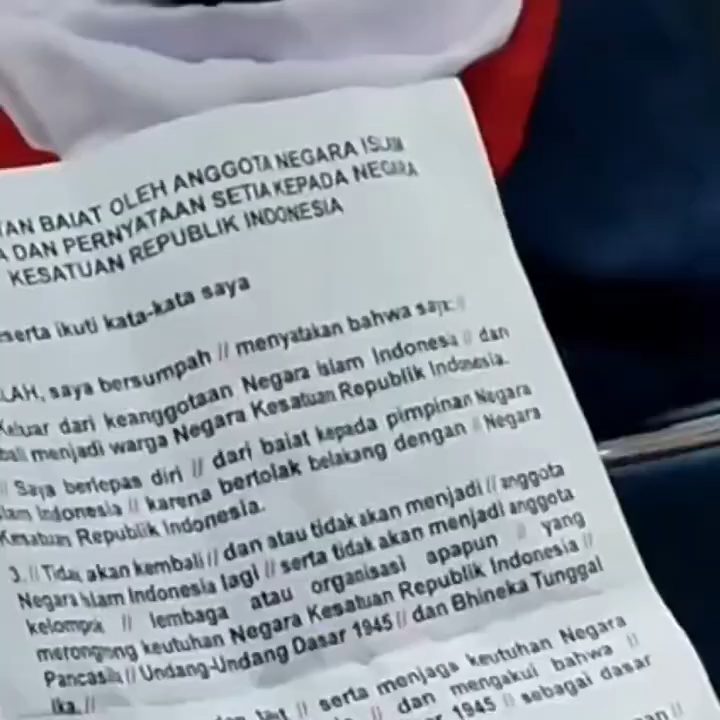 BAIAT OLEH ANGGOTA NEGARA ISLAM
DAN PERNYATAAN SETIA KEPADA NEGARA
KESATUAN REPUBLIK INDONESIA
ikuti kata-kata saya
saya bersumpah // menyatakan bahwa saya: //
Keluar dari keanggotaan Negara Islam Indonesia // dan
menjadi warga Negara Kesatuan Republik Indonesia.
// Saya berlepas diri // dari baiat kepada pimpinan Negara
Islam Indonesia // karena bertolak belakang dengan // Negara
Kesatuan Republik Indonesia.
3. // Tidak akan kembali // dan atau tidak akan menjadi // anggota
Negara Islam Indonesia lagi // serta tidak akan menjadi anggota
kelompok // lembaga atau organisasi apapun // yang
merongrong keutuhan Negara Kesatuan Republik Indonesia //
Pancasila // Undang-Undang Dasar 1945 // dan Bhineka Tunggal
Ika. //
// serta menjaga keutuhan Negara
// dan mengakui bahwa //
1945 // sebagai dasar